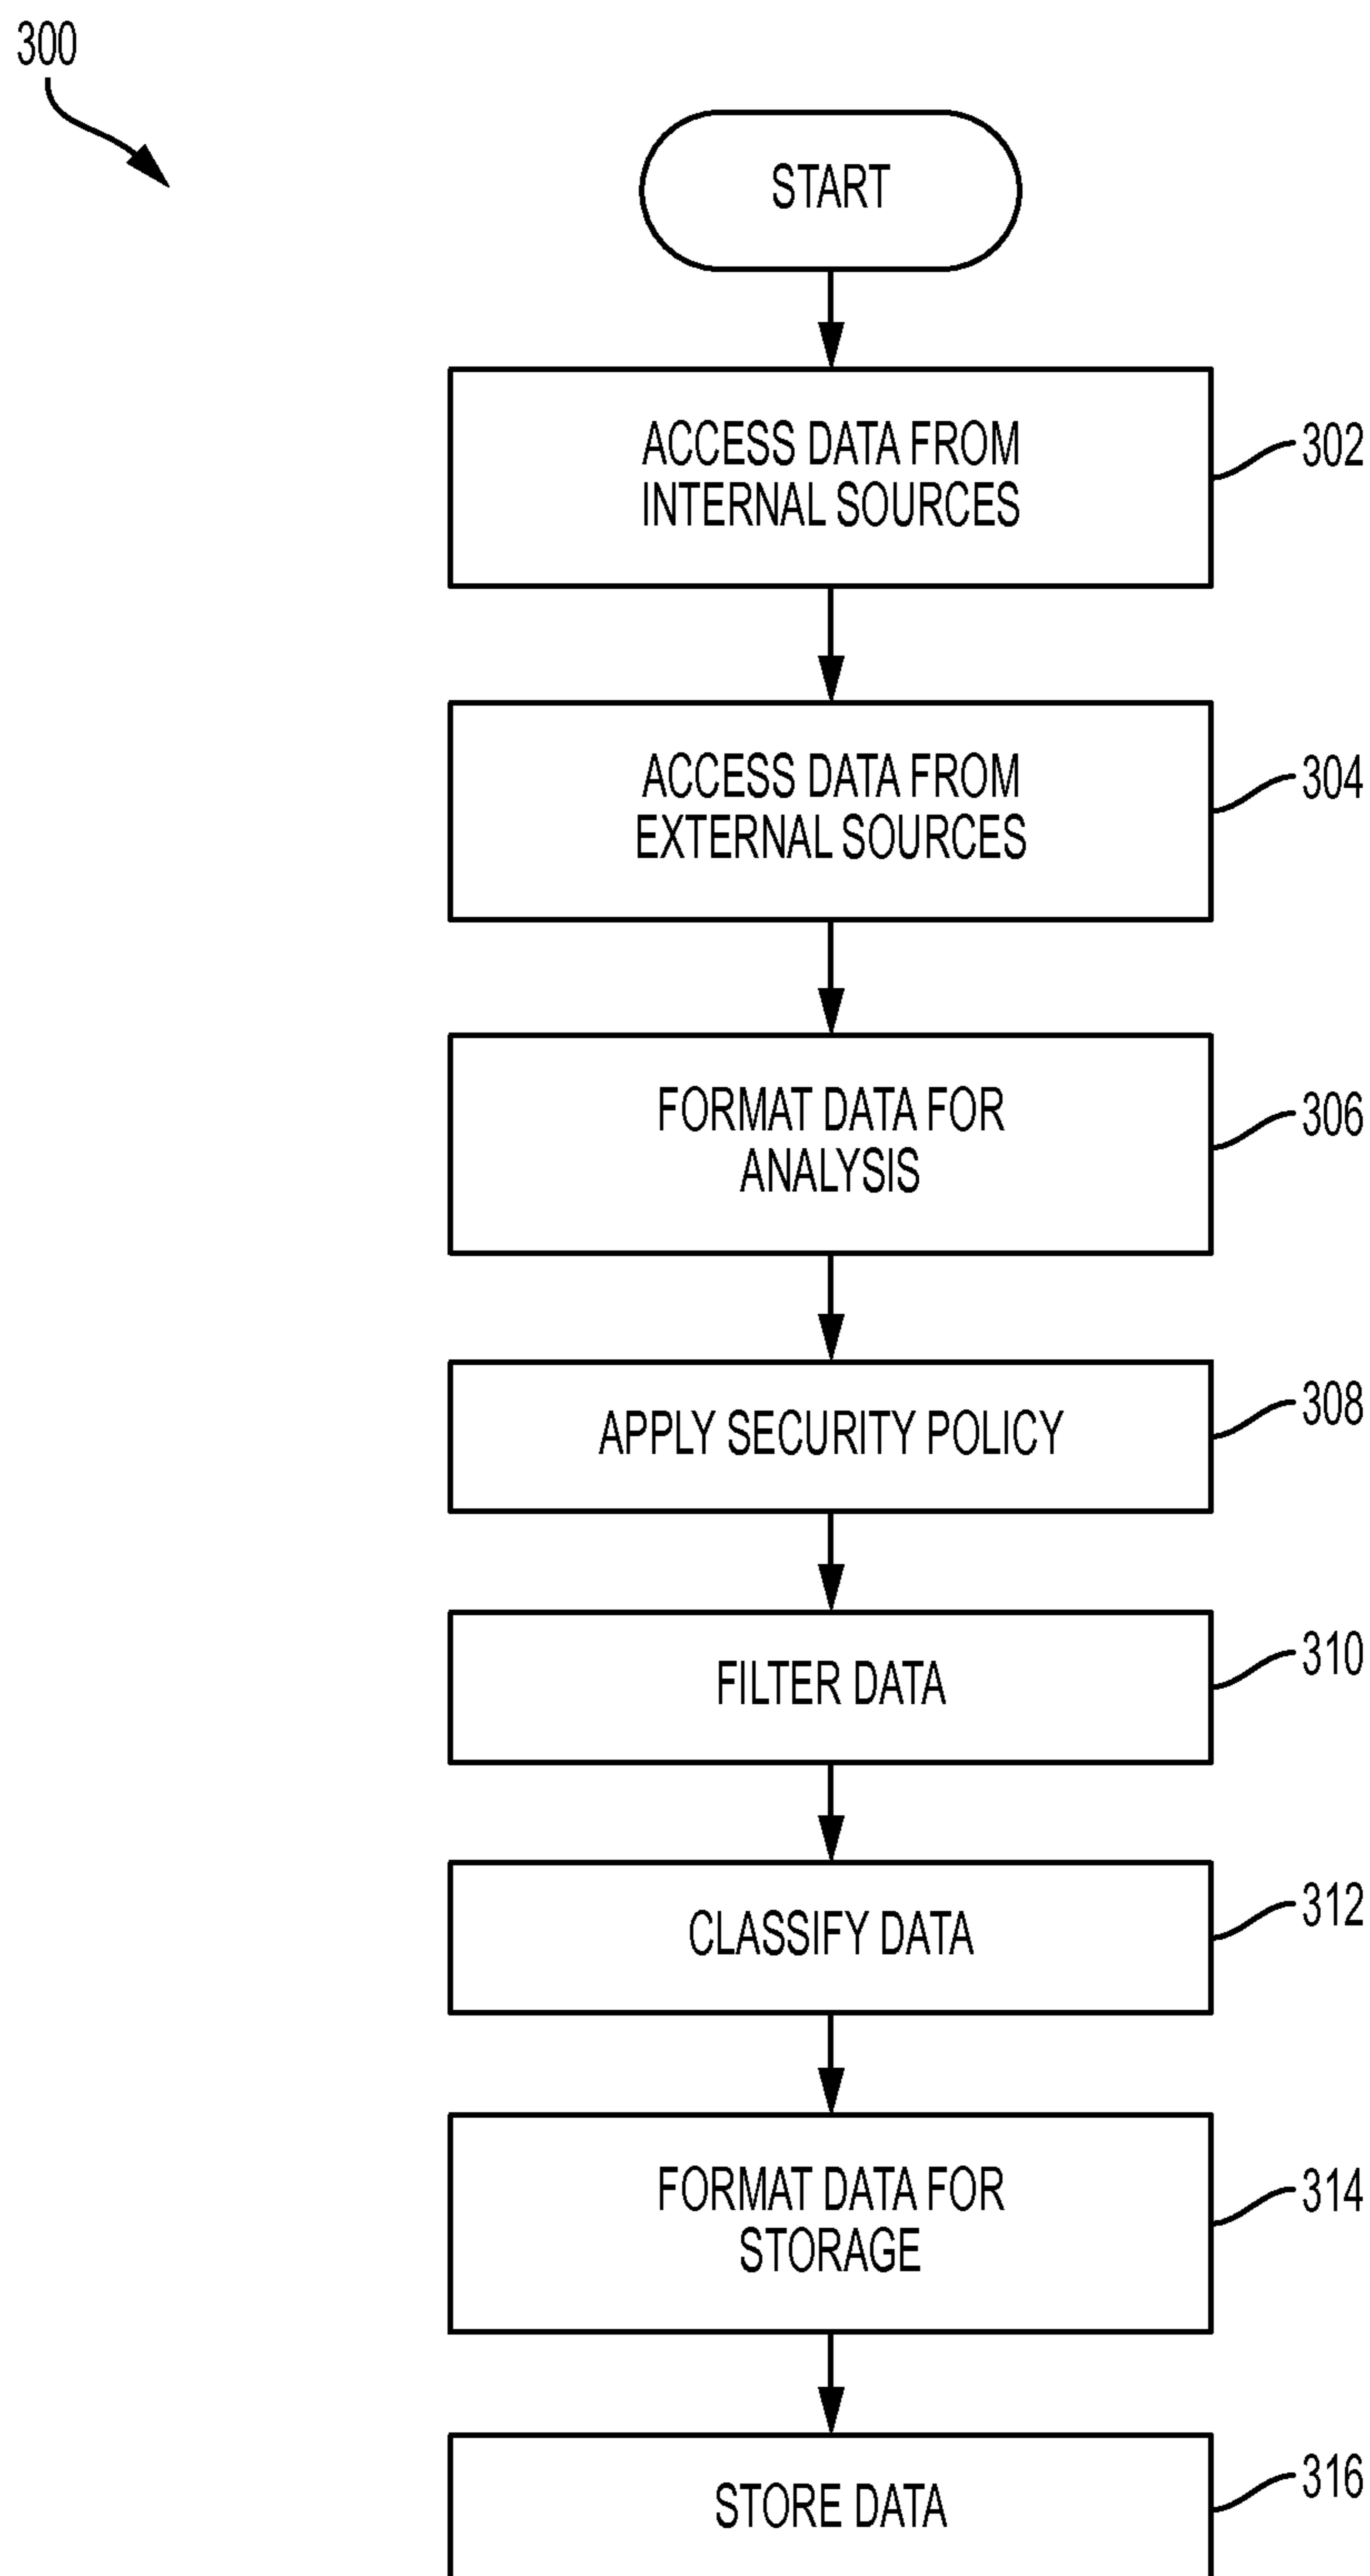 300
START
ACCESS DATA FROM
INTERNAL SOURCES
302
ACCESS DATA FROM
EXTERNAL SOURCES
304
FORMAT DATA FOR
ANALYSIS
306
APPLY SECURITY POLICY
308
FILTER DATA
310
CLASSIFY DATA
312
FORMAT DATA FOR
STORAGE
314
STORE DATA
316